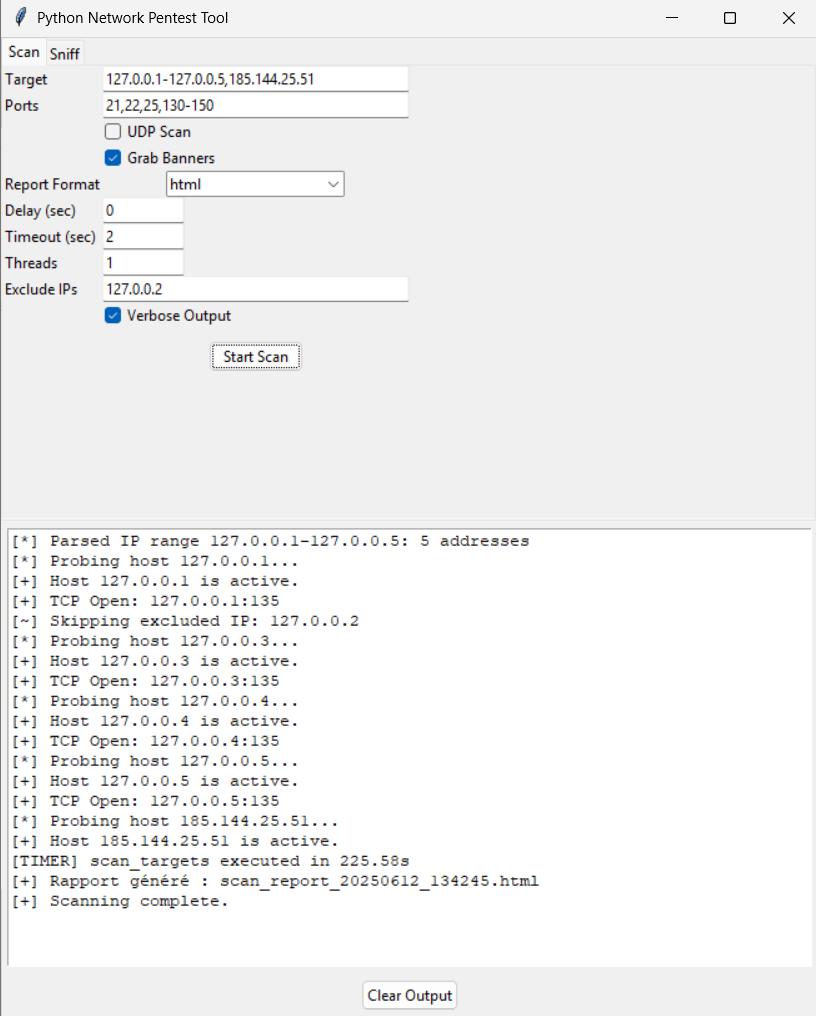 Python Network Pentest Tool
Scan Sniff
Target 127.0.0.1-127.0.0.5,185.144.25.51
Ports 21,22,25,130-150
UDP Scan
Grab Banners
Report Format html
Delay (sec) 0
Timeout (sec) 2
Threads 1
Exclude IPs 127.0.0.2
Verbose Output
Start Scan
[*] Parsed IP range 127.0.0.1-127.0.0.5: 5 addresses
[*] Probing host 127.0.0.1...
[+] Host 127.0.0.1 is active.
[+] TCP Open: 127.0.0.1:135
[~] Skipping excluded IP: 127.0.0.2
[*] Probing host 127.0.0.3...
[+] Host 127.0.0.3 is active.
[+] TCP Open: 127.0.0.3:135
[*] Probing host 127.0.0.4...
[+] Host 127.0.0.4 is active.
[+] TCP Open: 127.0.0.4:135
[*] Probing host 127.0.0.5...
[+] Host 127.0.0.5 is active.
[+] TCP Open: 127.0.0.5:135
[*] Probing host 185.144.25.51...
[+] Host 185.144.25.51 is active.
[TIMER] scan_targets executed in 225.58s
[+] Rapport généré : scan_report_20250612_134245.html
[+] Scanning complete.
Clear Output